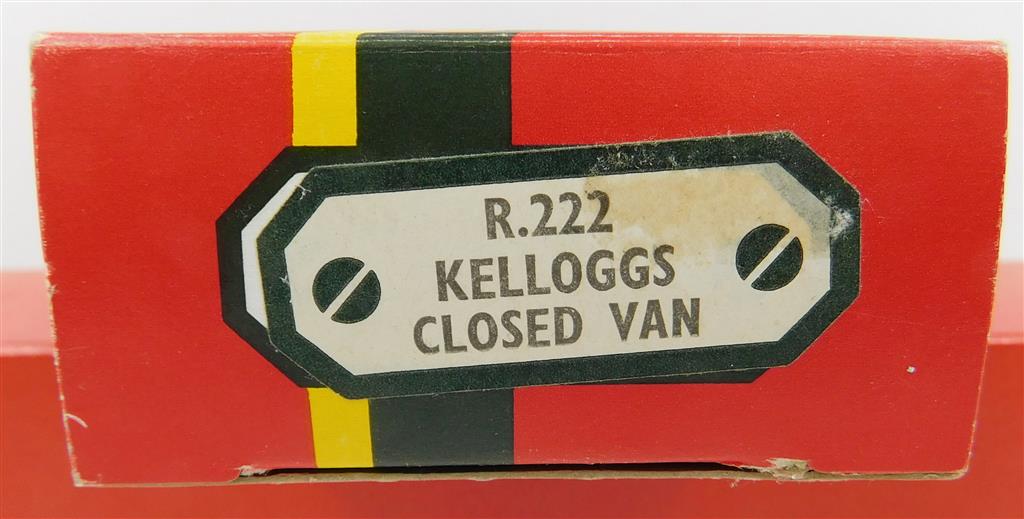 R.222
KELLOGGS
CLOSED VAN